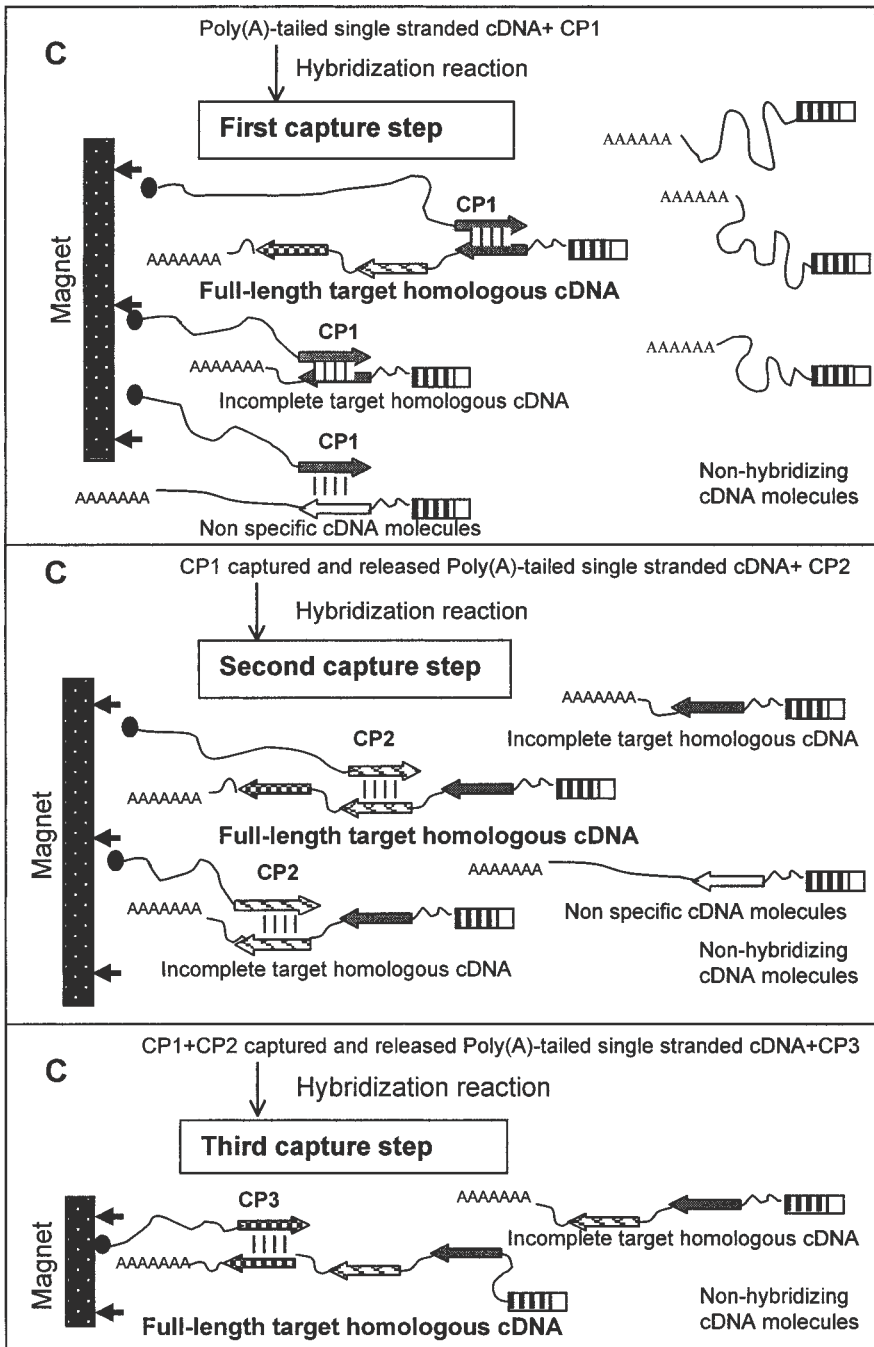 C
Poly(A)-tailed single stranded cDNA+ CP1
Hybridization reaction
First capture step
Magnet
CP1
AAAAAAA
Full-length target homologous cDNA
CP1
AAAAAAA
Incomplete target homologous cDNA
CP1
AAAAAAA
Non specific cDNA molecules
AAAAAA
AAAAAA
AAAAAA
Non-hybridizing
cDNA molecules
C
CP1 captured and released Poly(A)-tailed single stranded cDNA+ CP2
Hybridization reaction
Second capture step
Magnet
CP2
AAAAAAA
Full-length target homologous cDNA
CP2
AAAAAAA
Incomplete target homologous cDNA
AAAAAAA
Incomplete target homologous cDNA
AAAAAAA
Non specific cDNA molecules
Non-hybridizing
cDNA molecules
C
CP1+CP2 captured and released Poly(A)-tailed single stranded cDNA+CP3
Hybridization reaction
Third capture step
Magnet
CP3
AAAAAAA
Full-length target homologous cDNA
AAAAAAA
Incomplete target homologous cDNA
Non-hybridizing
cDNA molecules